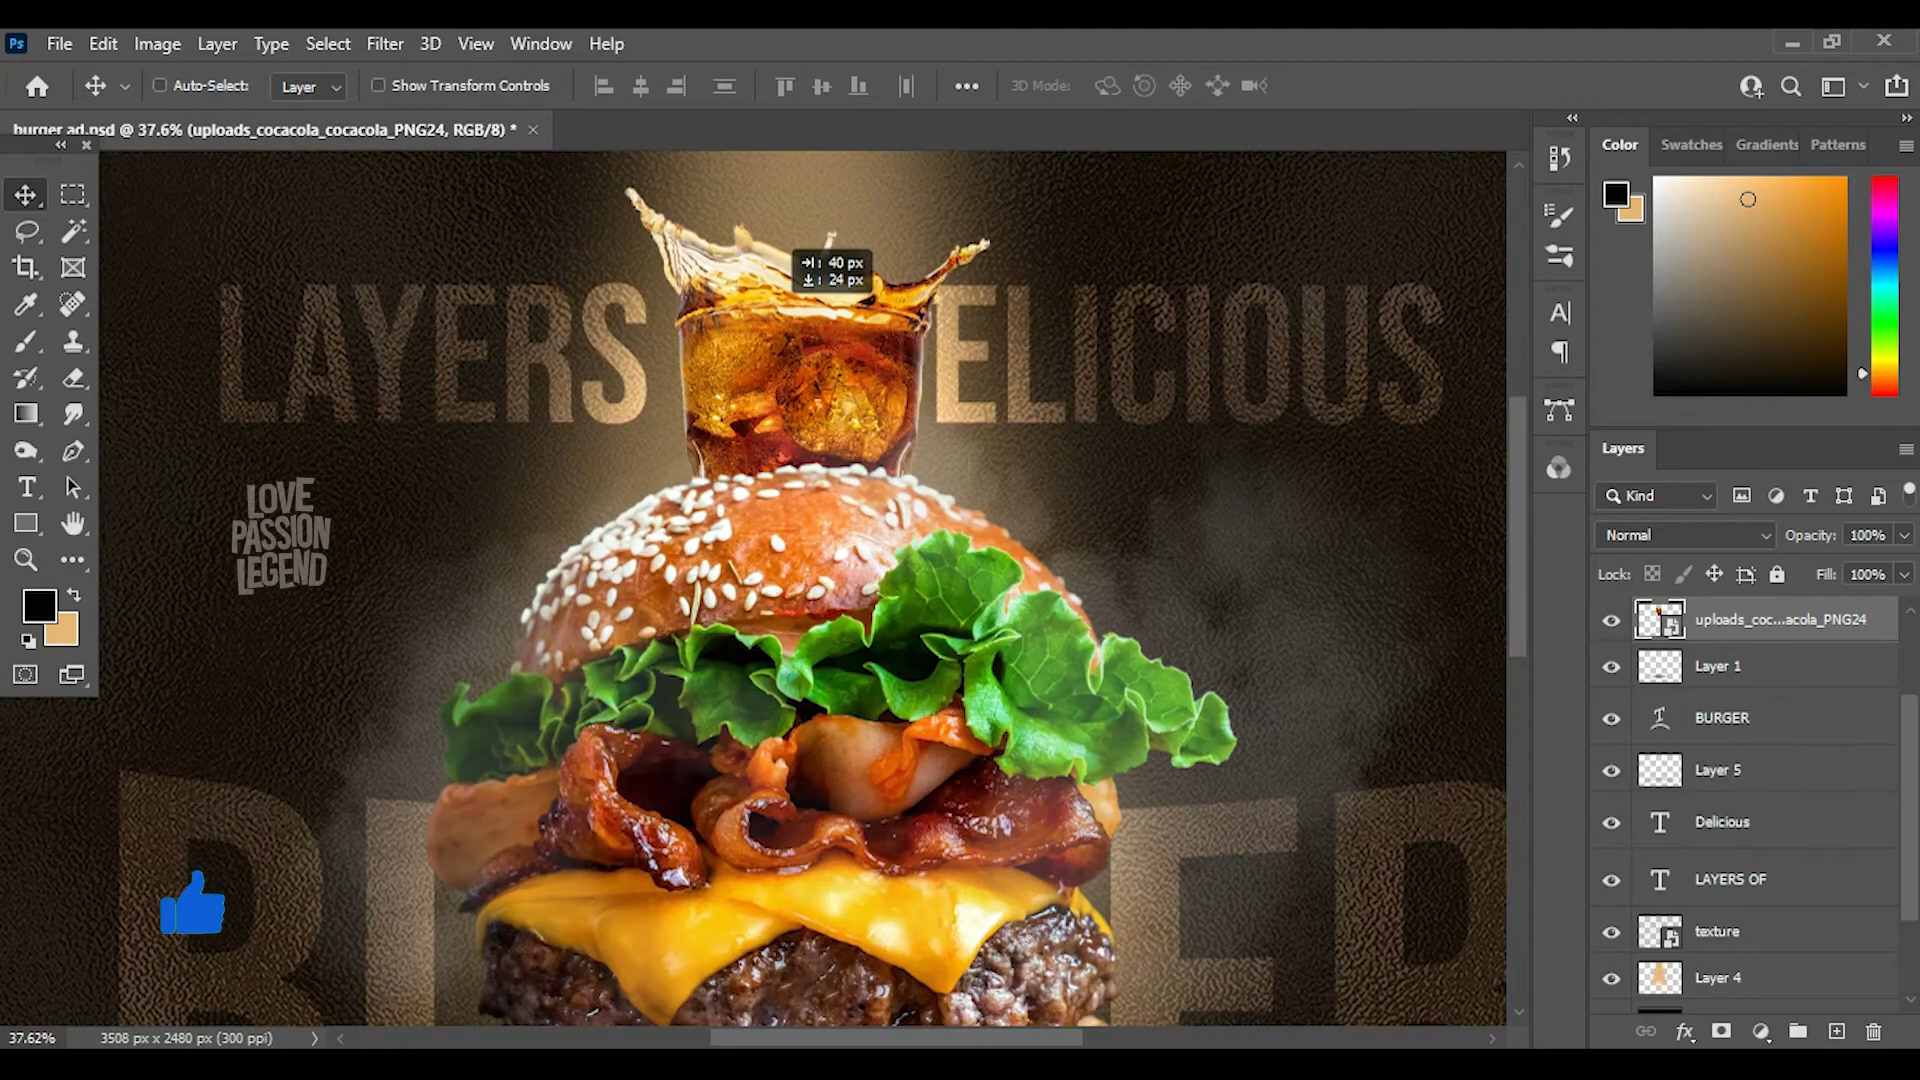 Ps File Edit Image Layer Type Select Filter 3D View Window Help
Auto-Select: Layer Show Transform Controls 3D Mode:
burger ad.psd @ 37.6% (uploads_cocacola_cocacola_PNG24, RGB/8) *
Color Swatches Gradients Patterns
40 px
24 px
LAYERS ELICIOUS
LOVE
PASSION
LEGEND
Layers
Kind
Normal Opacity: 100%
Lock: Fill: 100%
uploads_coc...acola_PNG24
Layer 1
BURGER
Layer 5
Delicious
LAYERS OF
texture
Layer 4
37.62% 3508 px x 2480 px (300 ppi)